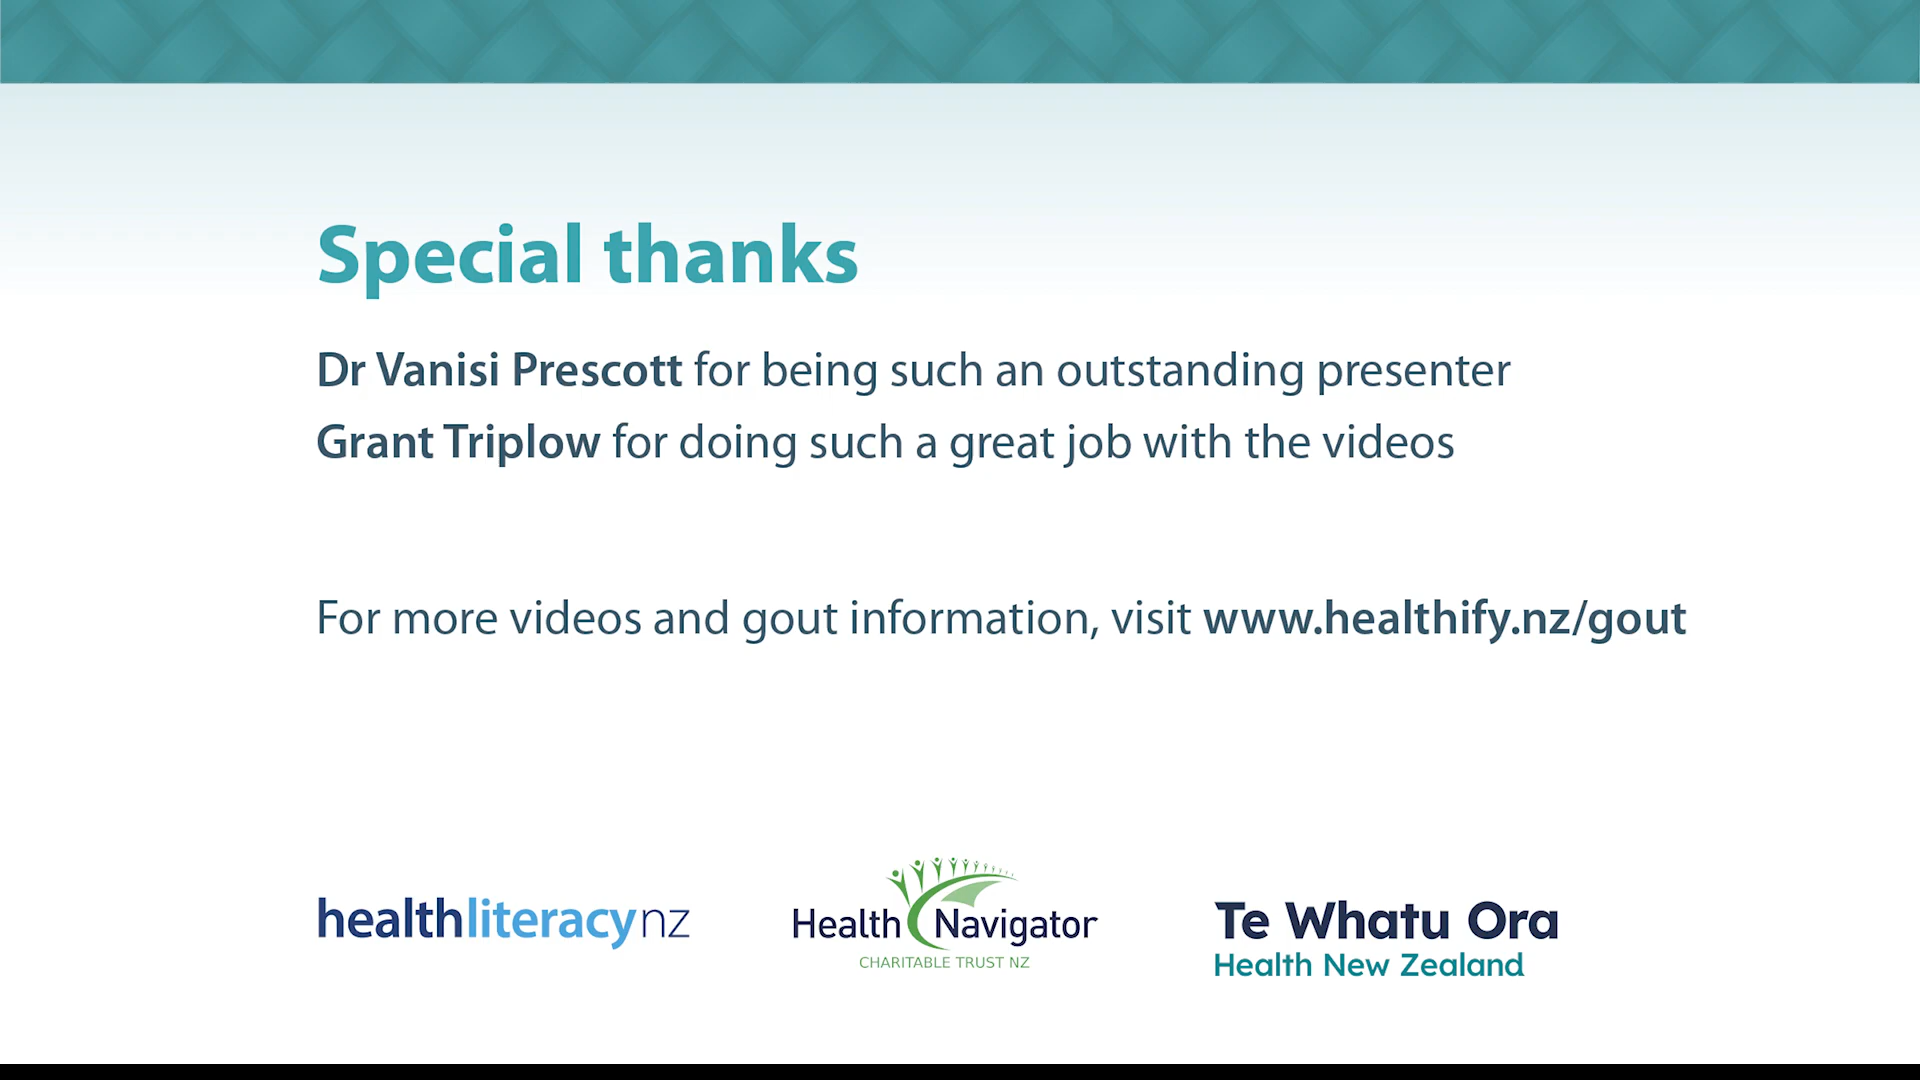 Special thanks
Dr Vanisi Prescott for being such an outstanding presenter
Grant Triplow for doing such a great job with the videos
For more videos and gout information, visit www.healthify.nz/gout
healthliteracynz
Health Navigator
CHARITABLE TRUST NZ
Te Whatu Ora
Health New Zealand